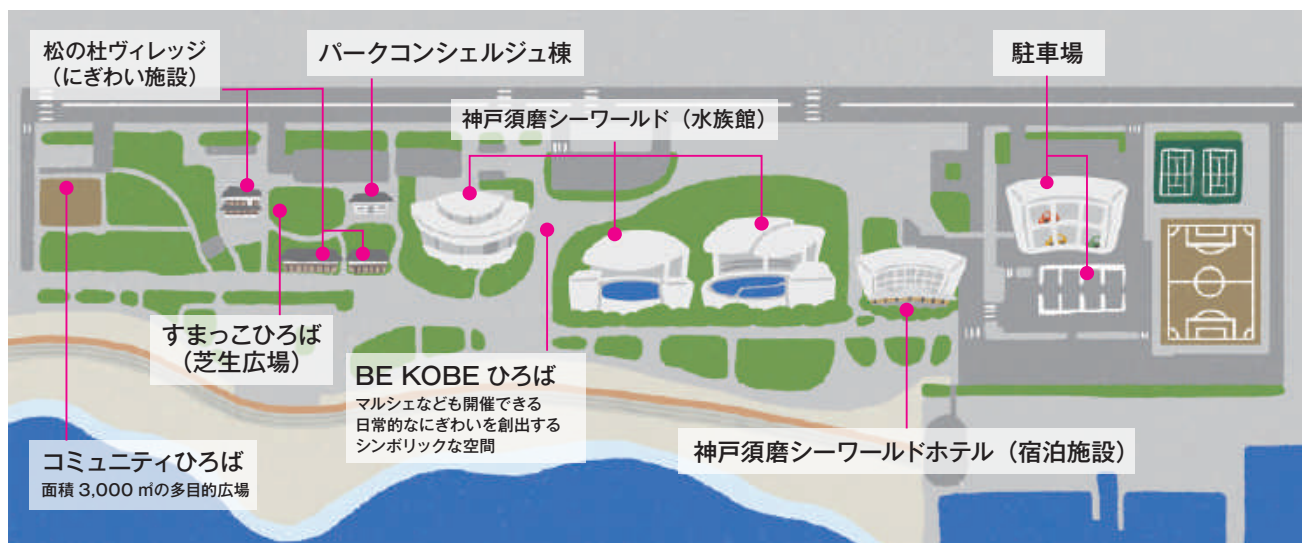 松の杜ヴィレッジ
（にぎわい施設）
パークコンシェルジュ棟
神戸須磨シーワールド（水族館）
駐車場
すまっこひろば
（芝生広場）
BE KOBE ひろば
マルシェなども開催できる
日常的なにぎわいを創出する
シンボリックな空間
コミュニティひろば
面積 3,000 ㎡の多目的広場
神戸須磨シーワールドホテル（宿泊施設）